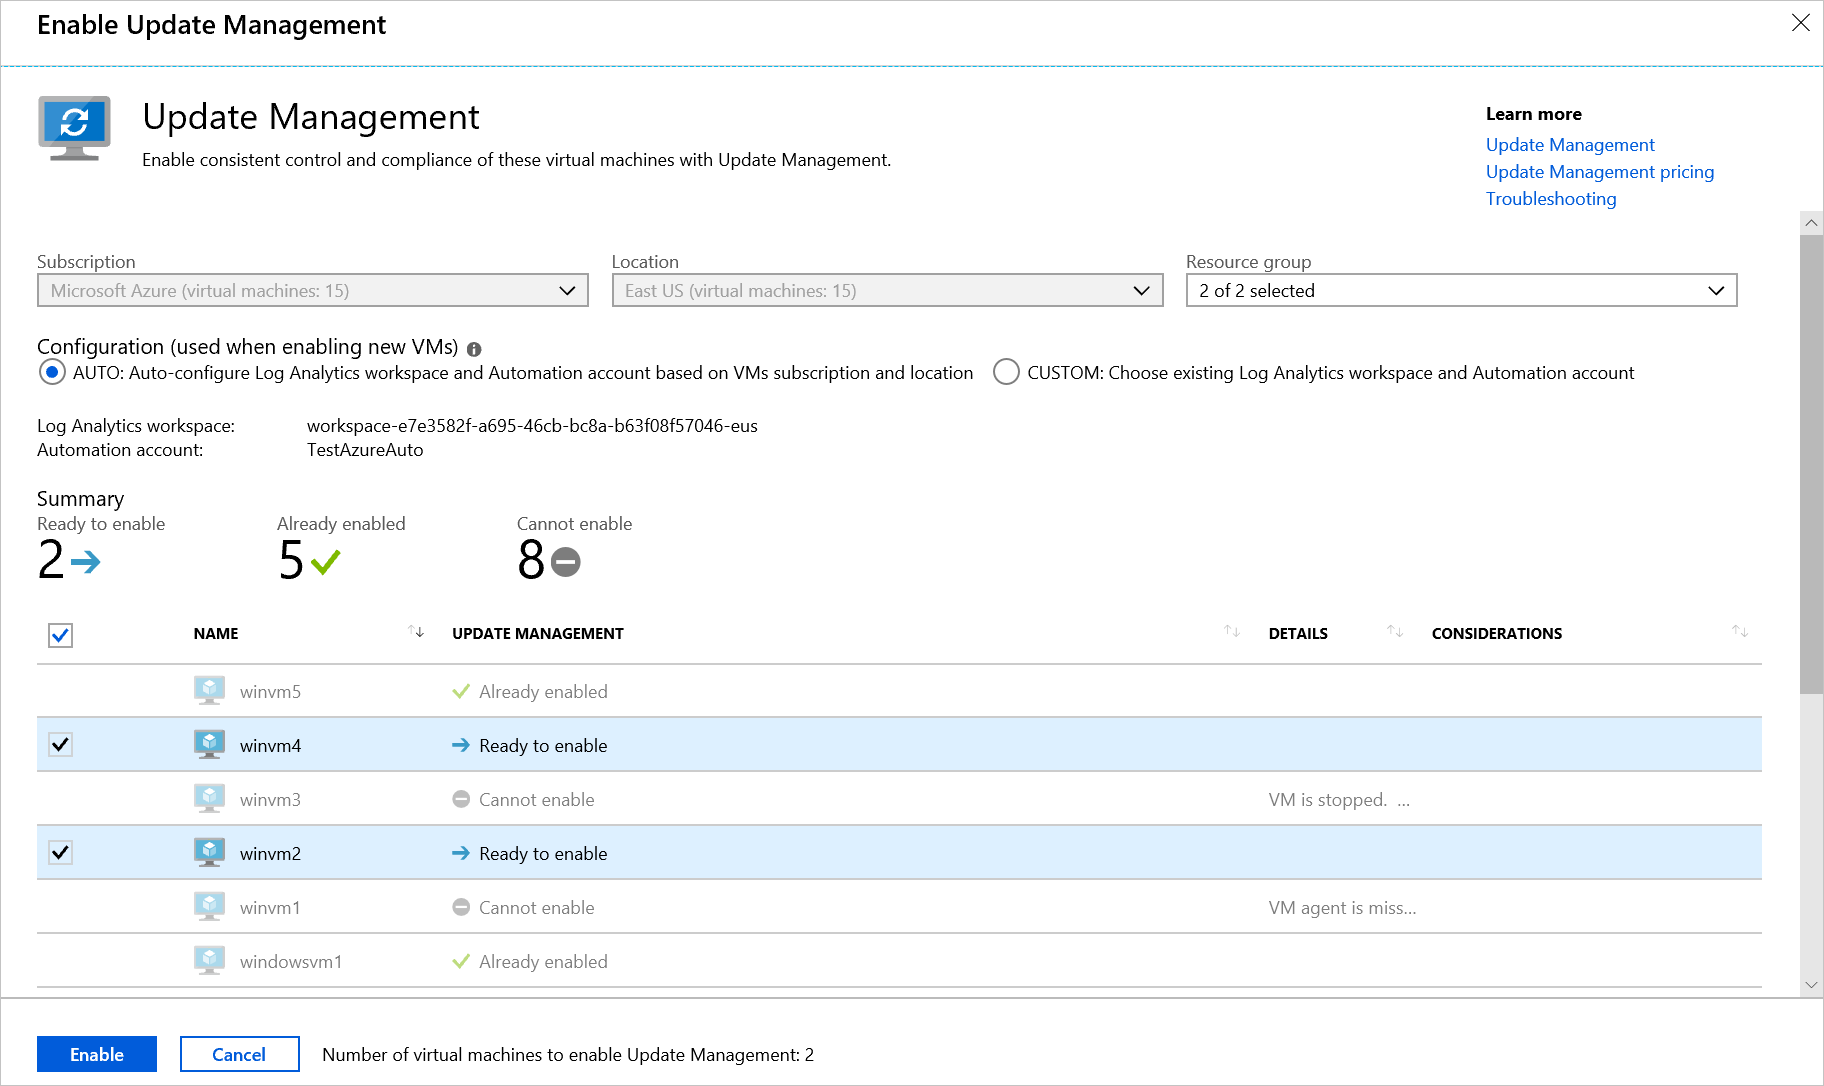 Enable Update Management
Update Management
Enable consistent control and compliance of these virtual machines with Update Management.
Learn more
Update Management
Update Management pricing
Troubleshooting
Subscription
Microsoft Azure (virtual machines: 15)
Location
East US (virtual machines: 15)
Resource group
2 of 2 selected
Configuration (used when enabling new VMs)
AUTO: Auto-configure Log Analytics workspace and Automation account based on VMs subscription and location
CUSTOM: Choose existing Log Analytics workspace and Automation account
Log Analytics workspace: workspace-e7e3582f-a695-46cb-bc8a-b63f08f57046-eus
Automation account: TestAzureAuto
Summary
Ready to enable
2
Already enabled
5
Cannot enable
8
NAME UPDATE MANAGEMENT DETAILS CONSIDERATIONS
winvm5 Already enabled
winvm4 Ready to enable
winvm3 Cannot enable VM is stopped. ...
winvm2 Ready to enable
winvm1 Cannot enable VM agent is miss...
windowsvm1 Already enabled
Enable Cancel Number of virtual machines to enable Update Management: 2